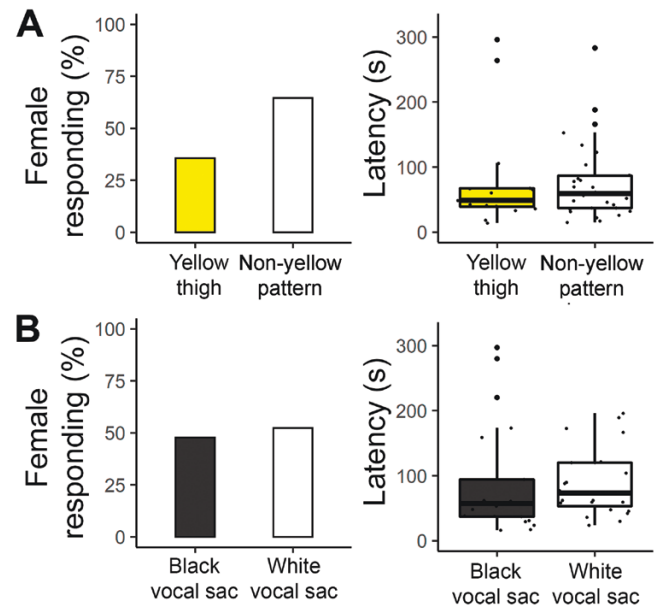 A
Female
responding (%)
100
75
50
25
0
Yellow
thigh
Non-yellow
pattern
Latency (s)
300
200
100
0
Yellow
thigh
Non-yellow
pattern
B
Female
responding (%)
100
75
50
25
0
Black
vocal sac
White
vocal sac
Latency (s)
300
200
100
0
Black
vocal sac
White
vocal sac